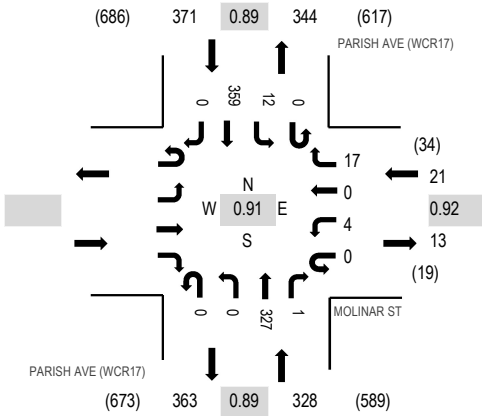 (686) 371 0.89 344 (617)
PARISH AVE (WCR17)
0 359 12 0
17
(34)
21
0
0.92
4
13
0
(19)
N
W 0.91 E
S
0 0 327 1
MOLINAR ST
PARISH AVE (WCR17)
(673) 363 0.89 328 (589)